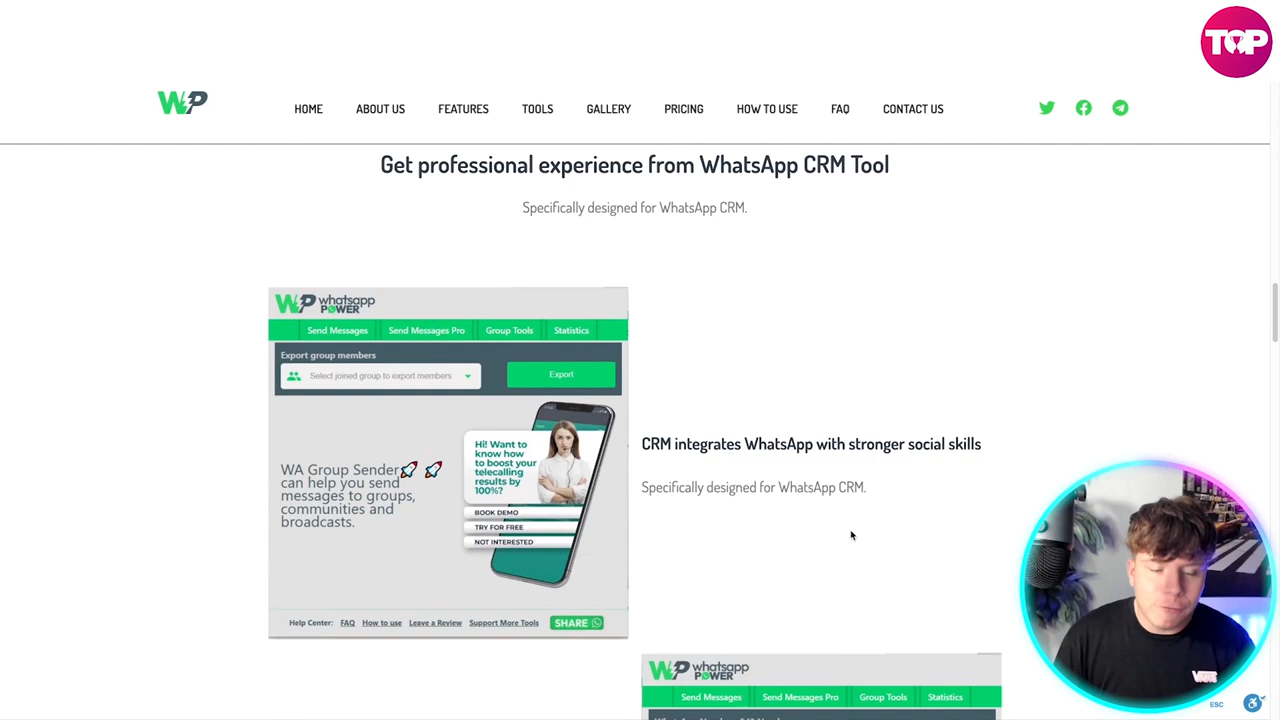 TOP
WP
HOME
ABOUT US
FEATURES
TOOLS
GALLERY
PRICING
HOW TO USE
FAQ
CONTACT US
Get professional experience from WhatsApp CRM Tool
Specifically designed for WhatsApp CRM.
WP whatsapp
POWER
Send Messages
Send Messages Pro
Group Tools
Statistics
Export group members
Select joined group to export members
Export
WA Group Sender🚀 🚀
can help you send
messages to groups,
communities and
broadcasts.
Hi! Want to
know how
to boost your
telecalling
results by
100%?
BOOK DEMO
TRY FOR FREE
NOT INTERESTED
Help Center:
FAQ
How to use
Leave a Review
Support More Tools
SHARE
CRM integrates WhatsApp with stronger social skills
Specifically designed for WhatsApp CRM.
WP whatsapp
POWER
Send Messages
Send Messages Pro
Group Tools
Statistics
VANS
ESC